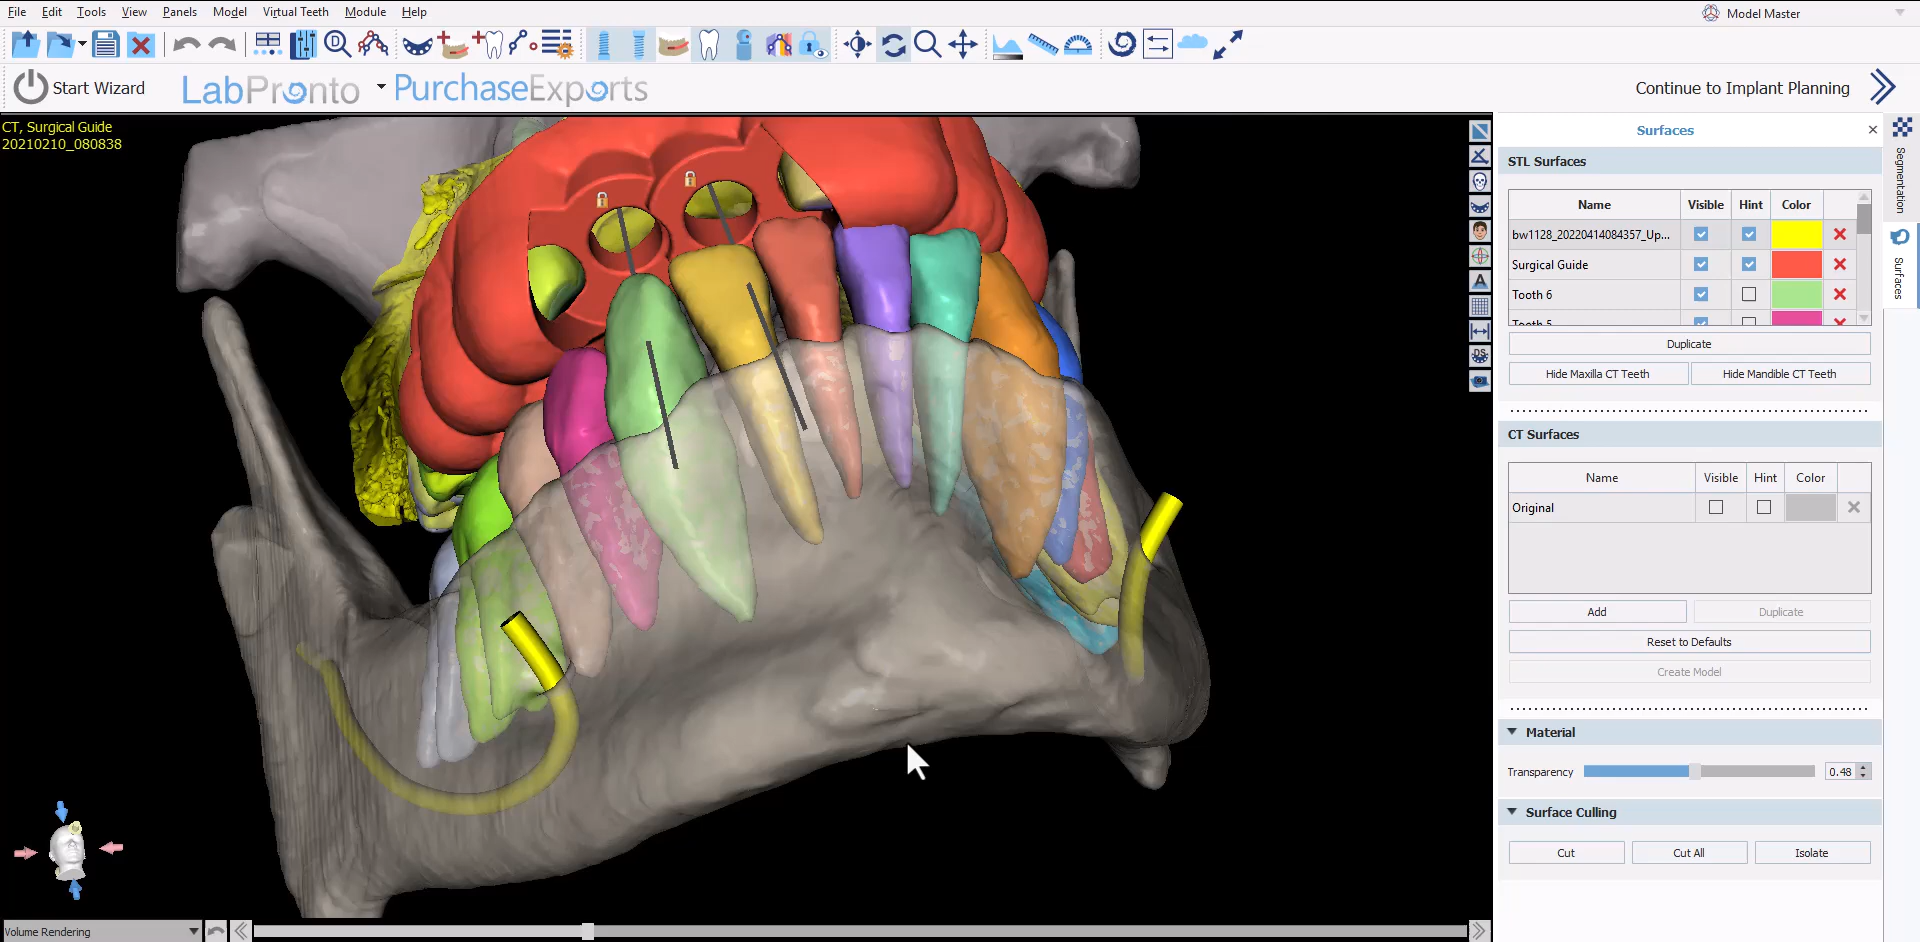 File Edit Tools View Panels Model Virtual Teeth Module Help
Model Master
Start Wizard
LabPronto
PurchaseExports
Continue to Implant Planning
CT, Surgical Guide
20210210_080838
Surfaces
STL Surfaces
Name Visible Hint Color
bw1128_20220414084357_Up...
Surgical Guide
Tooth 6
Tooth 5
Duplicate
Hide Maxilla CT Teeth Hide Mandible CT Teeth
CT Surfaces
Name Visible Hint Color
Original
Add Duplicate
Reset to Defaults
Create Model
Material
Transparency 0.48
Surface Culling
Cut Cut All Isolate
Segmentation
Surfaces
DS
Volume Rendering